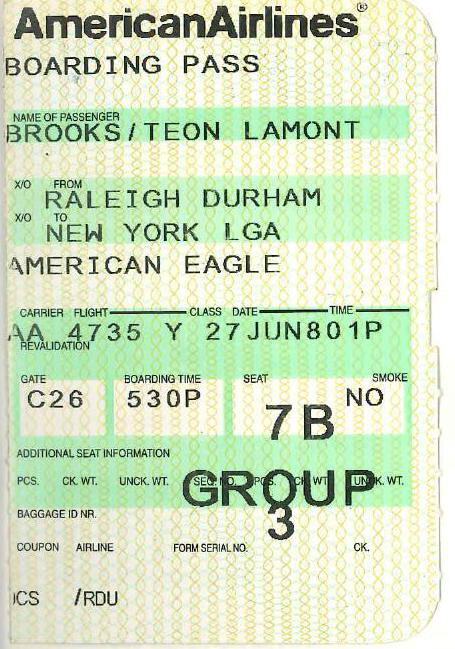 AmericanAirlines®
BOARDING PASS
NAME OF PASSENGER
BROOKS/TEON LAMONT
X/O FROM
RALEIGH DURHAM
X/O TO
NEW YORK LGA
AMERICAN EAGLE
CARRIER FLIGHT CLASS DATE TIME
AA 4735 Y 27JUN801P
REVALIDATION
GATE BOARDING TIME SEAT SMOKE
C26 530P 7B NO
ADDITIONAL SEAT INFORMATION
PCS. CK. WT. UNCK. WT. SEQ. NO. PCS. CK. WT. UNCK. WT.
GROUP
3
BAGGAGE ID NR.
COUPON AIRLINE FORM SERIAL NO. CK.
CS /RDU